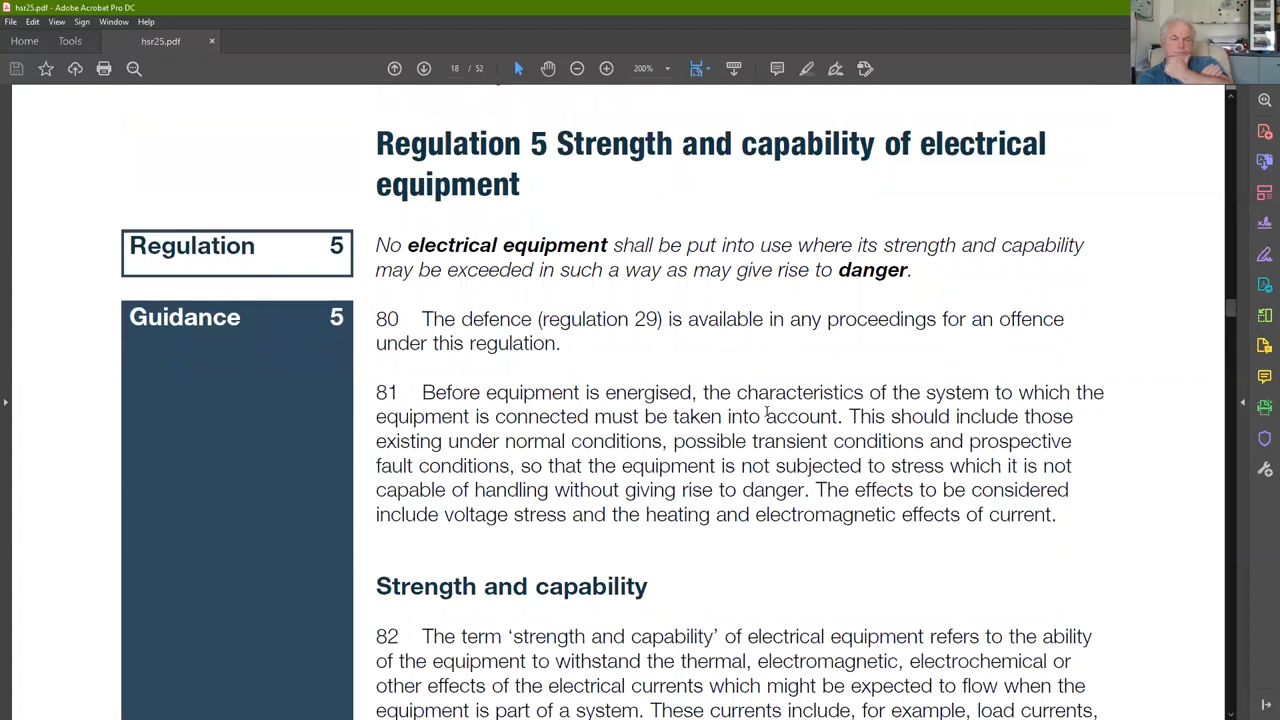 hsr25.pdf - Adobe Acrobat Pro DC
File Edit View Sign Window Help
Home Tools hsr25.pdf ×
18 / 52 200%
Regulation 5 Strength and capability of electrical
equipment
Regulation 5
No electrical equipment shall be put into use where its strength and capability
may be exceeded in such a way as may give rise to danger.
Guidance 5
80 The defence (regulation 29) is available in any proceedings for an offence
under this regulation.
81 Before equipment is energised, the characteristics of the system to which the
equipment is connected must be taken into account. This should include those
existing under normal conditions, possible transient conditions and prospective
fault conditions, so that the equipment is not subjected to stress which it is not
capable of handling without giving rise to danger. The effects to be considered
include voltage stress and the heating and electromagnetic effects of current.
Strength and capability
82 The term ‘strength and capability’ of electrical equipment refers to the ability
of the equipment to withstand the thermal, electromagnetic, electrochemical or
other effects of the electrical currents which might be expected to flow when the
equipment is part of a system. These currents include, for example, load currents,